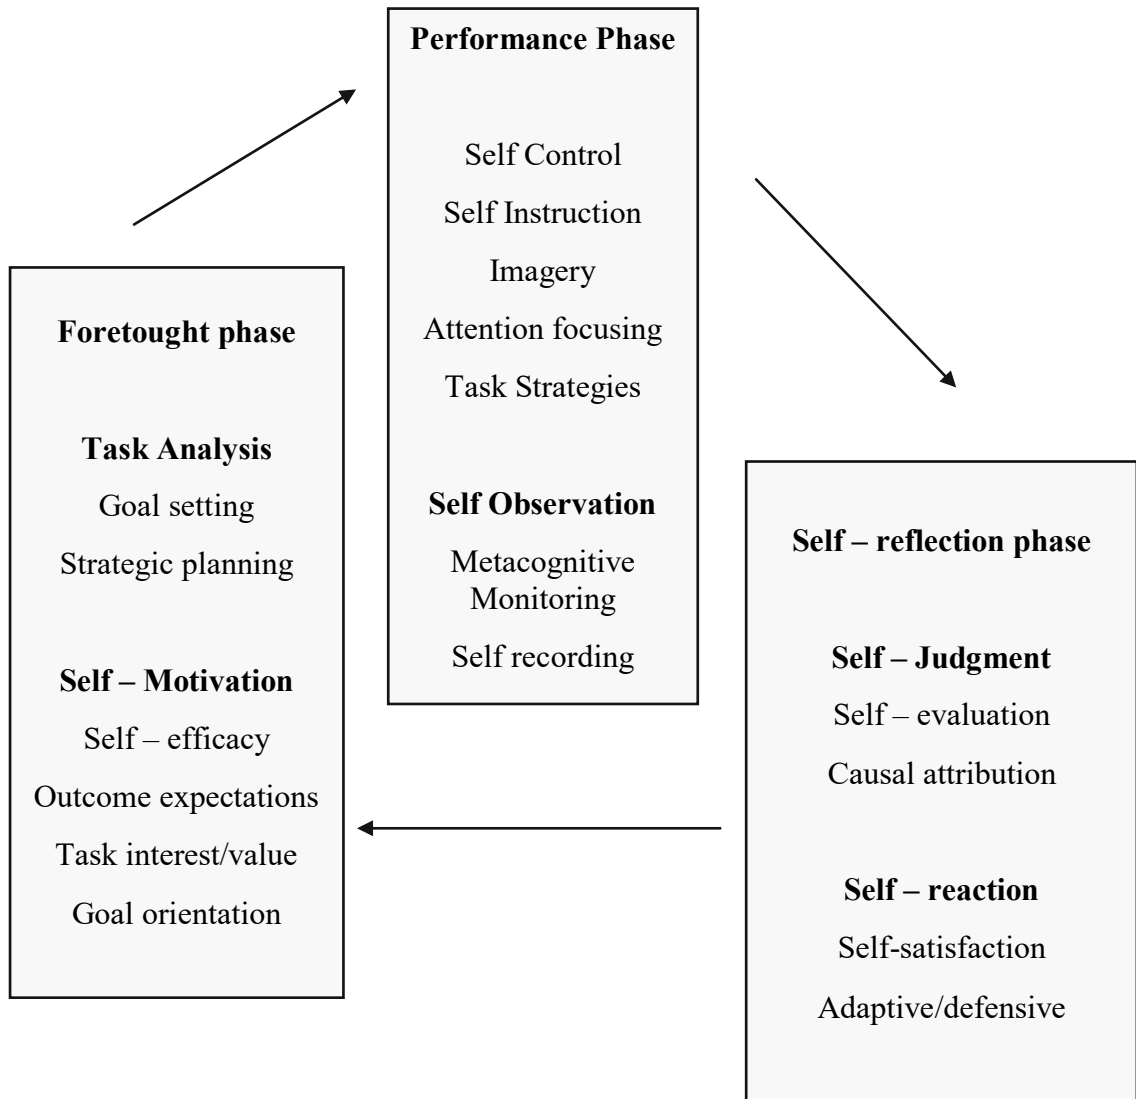 Performance Phase
Self Control
Self Instruction
Imagery
Attention focusing
Task Strategies
Self Observation
Metacognitive
Monitoring
Self recording
Foretought phase
Task Analysis
Goal setting
Strategic planning
Self – Motivation
Self – efficacy
Outcome expectations
Task interest/value
Goal orientation
Self – reflection phase
Self – Judgment
Self – evaluation
Causal attribution
Self – reaction
Self-satisfaction
Adaptive/defensive